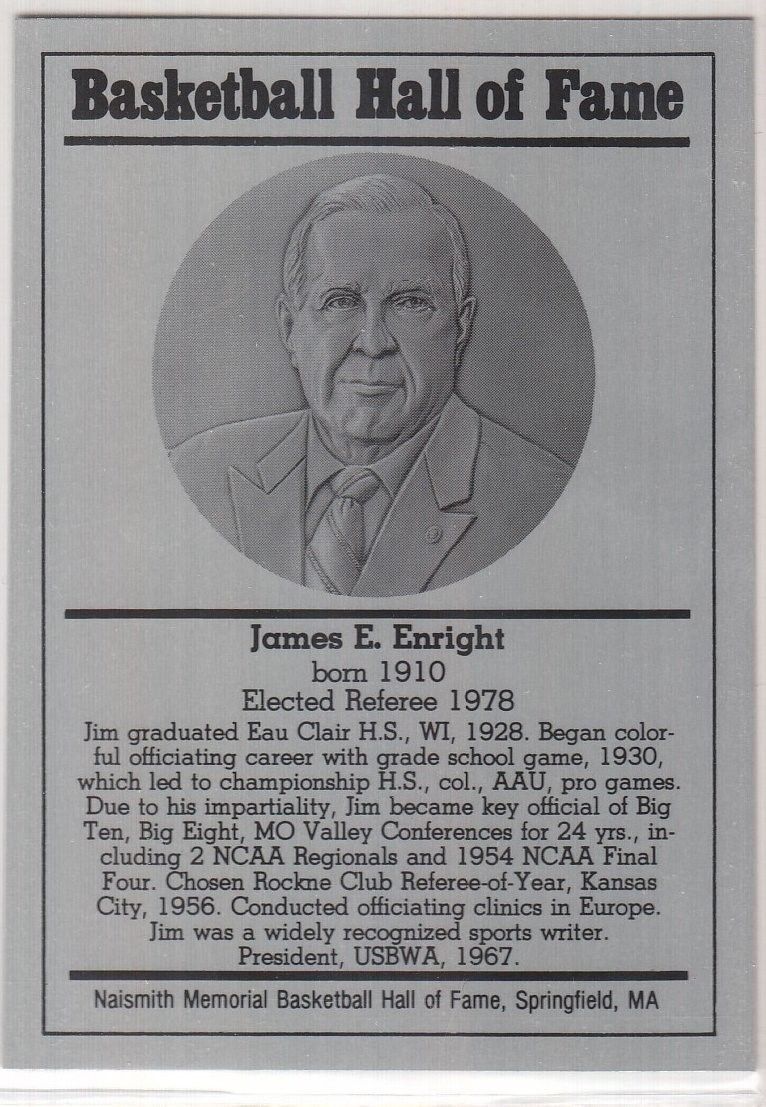 Basketball Hall of Fame
James E. Enright
born 1910
Elected Referee 1978
Jim graduated Eau Clair H.S., WI, 1928. Began color-
ful officiating career with grade school game, 1930,
which led to championship H.S., col., AAU, pro games.
Due to his impartiality, Jim became key official of Big
Ten, Big Eight, MO Valley Conferences for 24 yrs., in-
cluding 2 NCAA Regionals and 1954 NCAA Final
Four. Chosen Rockne Club Referee-of-Year, Kansas
City, 1956. Conducted officiating clinics in Europe.
Jim was a widely recognized sports writer.
President, USBWA, 1967.
Naismith Memorial Basketball Hall of Fame, Springfield, MA